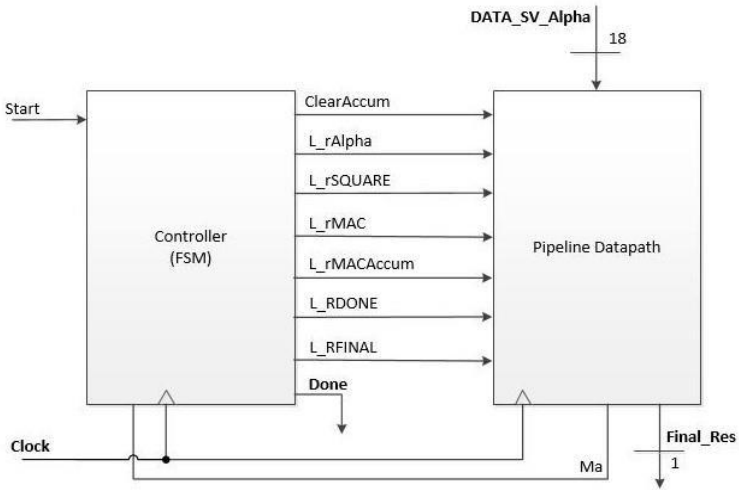 DATA_SV_Alpha
18
Start
ClearAccum
L_rAlpha
L_rSQUARE
L_rMAC
Controller
(FSM)
Pipeline Datapath
L_rMACAccum
L_RDONE
L_RFINAL
Done
Clock
Final_Res
Ma
1